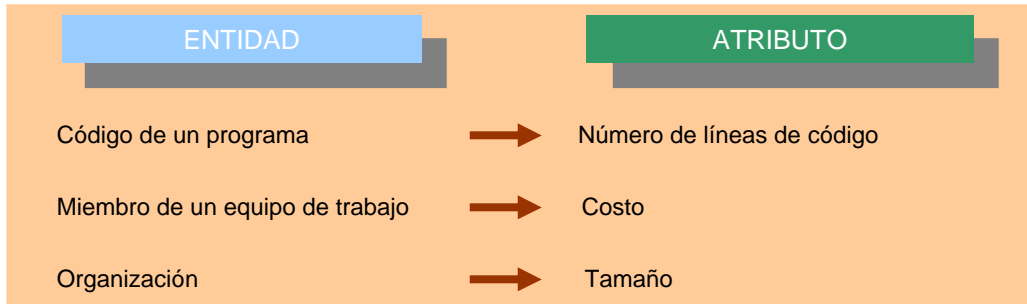 ENTIDAD ATRIBUTO
Código de un programa Número de líneas de código
Miembro de un equipo de trabajo Costo
Organización Tamaño